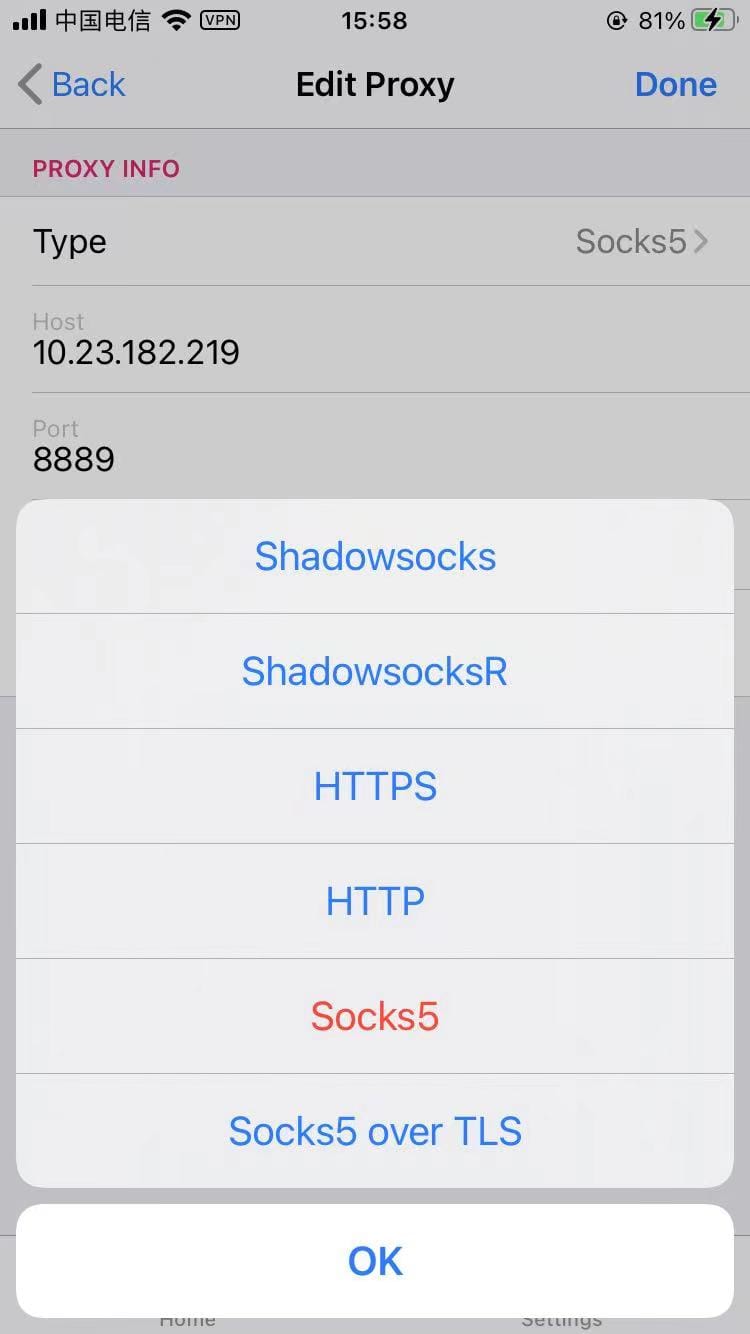 中国电信 VPN 15:58 81%
Back Edit Proxy Done
PROXY INFO
Type Socks5
Host
10.23.182.219
Port
8889
Shadowsocks
ShadowsocksR
HTTPS
HTTP
Socks5
Socks5 over TLS
OK
Home Settings